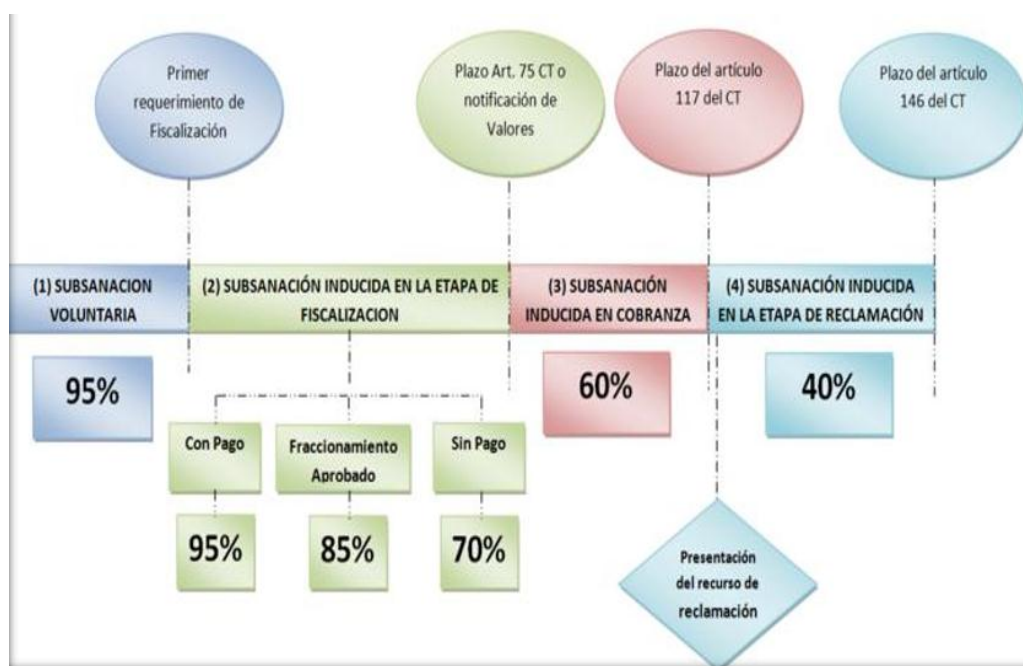 Primer
requerimiento de
Fiscalización
Plazo Art. 75 CT o
notificación de
Valores
Plazo del artículo
117 del CT
Plazo del artículo
146 del CT
(1) SUBSANACION
VOLUNTARIA
(2) SUBSANACIÓN INDUCIDA EN LA ETAPA DE
FISCALIZACION
(3) SUBSANACIÓN
INDUCIDA EN COBRANZA
(4) SUBSANACIÓN INDUCIDA
EN LA ETAPA DE RECLAMACIÓN
95%
60%
40%
Con Pago
Fraccionamiento
Aprobado
Sin Pago
95%
85%
70%
Presentación
del recurso de
reclamación